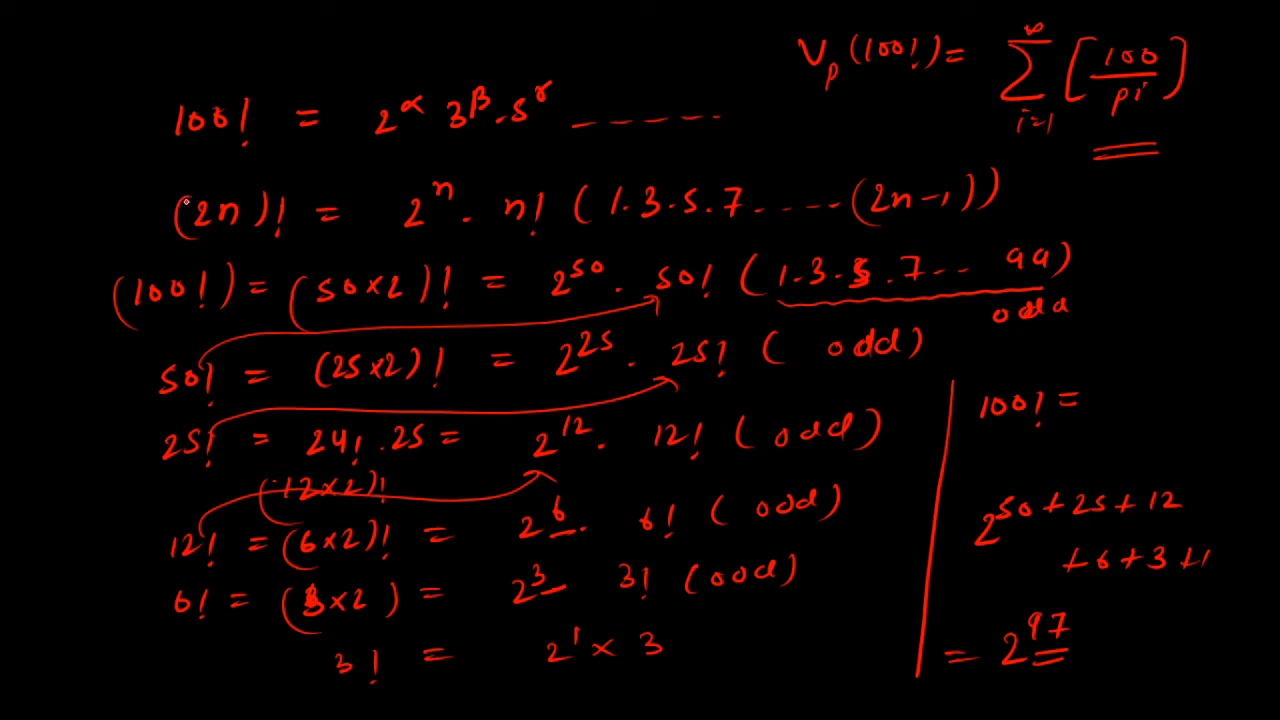 V_p(100!) = ∑_{i=1}^{∞} [100/pi]
100! = 2^α 3^β . 5^γ -------
(2n)! = 2^n . n! (1.3.5.7.....(2n-1))
(100!) = (50×2)! = 2^50 . 50! (1.3.5.7... 99)
odd
50! = (25×2)! = 2^25 . 25! ( odd)
25! = 24! .25 = 2^12 . 12! (odd)
(12×2)!
12! = (6×2)! = 2^6 . 6! (odd)
6! = (3×2) = 2^3 3! (odd)
3! = 2^1 × 3
100! =
2^50+25+12
+6+3+1
= 2^97